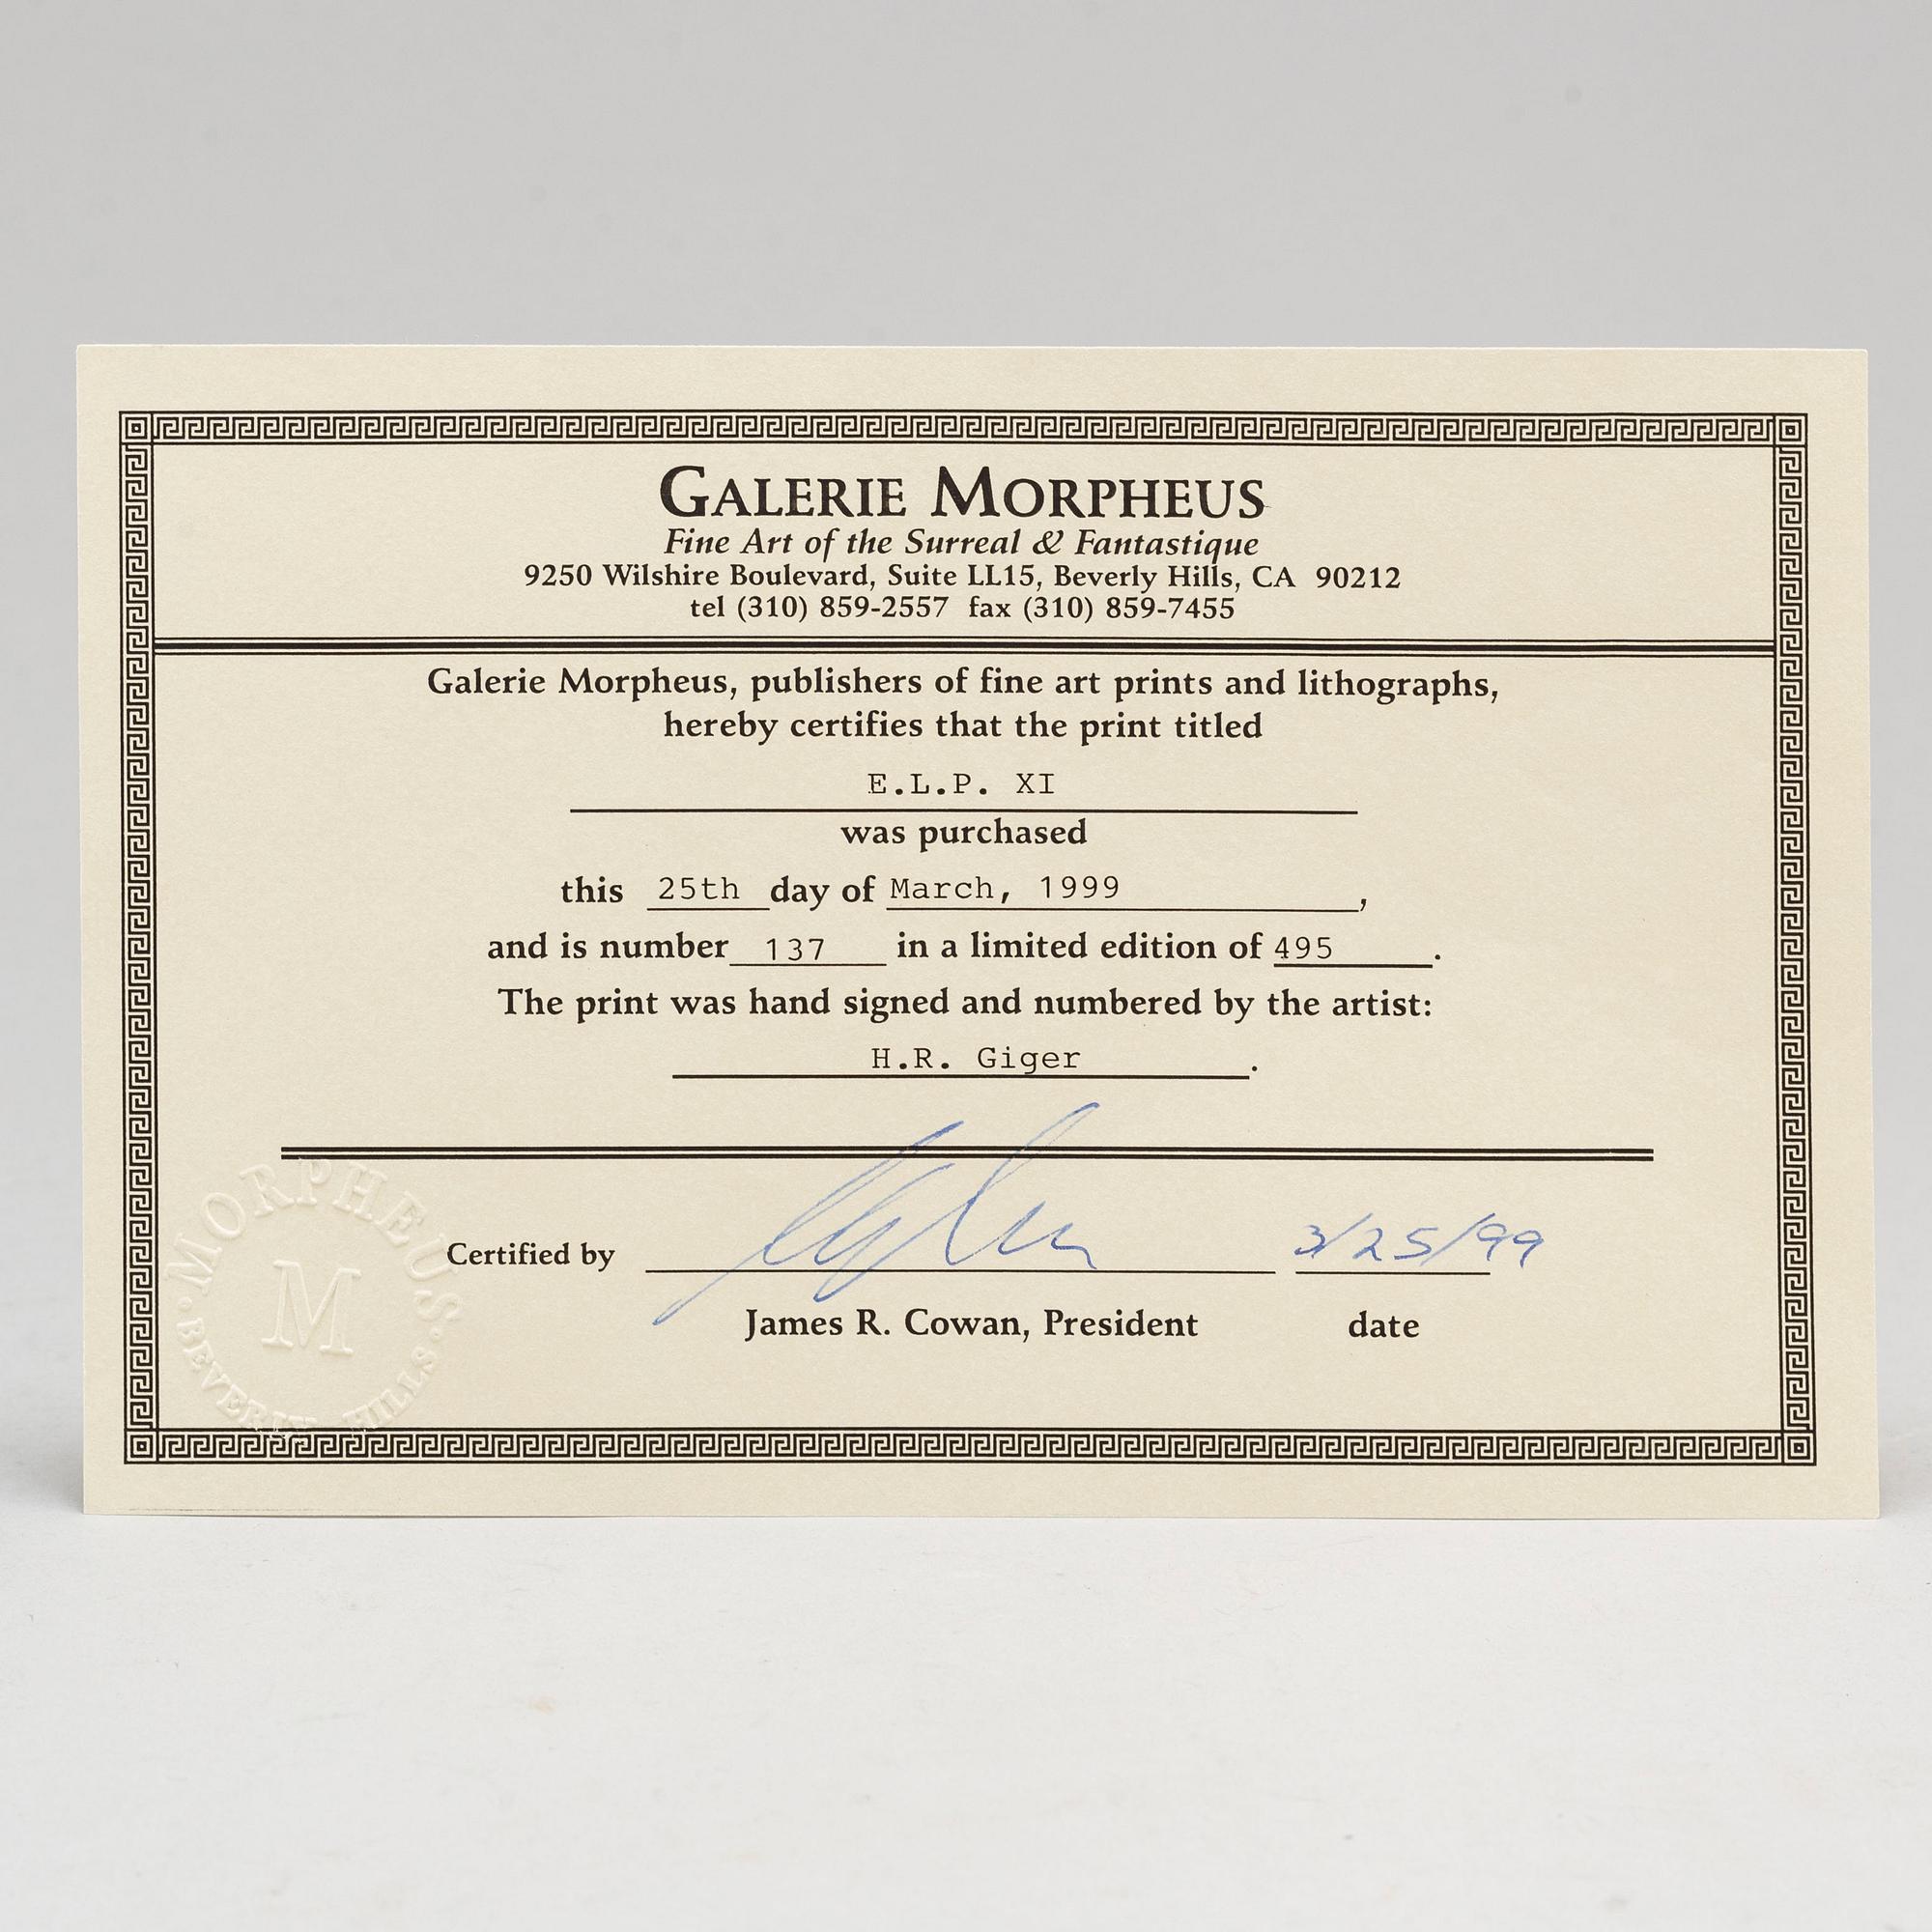 GALERIE MORPHEUS
Fine Art of the Surreal & Fantastique
9250 Wilshire Boulevard, Suite LL15, Beverly Hills, CA 90212
tel (310) 859-2557 fax (310) 859-7455
Galerie Morpheus, publishers of fine art prints and lithographs,
hereby certifies that the print titled
E.L.P. XI
was purchased
this 25th day of March, 1999,
and is number 137 in a limited edition of 495.
The print was hand signed and numbered by the artist:
H.R. Giger.
Certified by 3/25/99
James R. Cowan, President date
MORPHEUS
M
BEVERLY HILLS